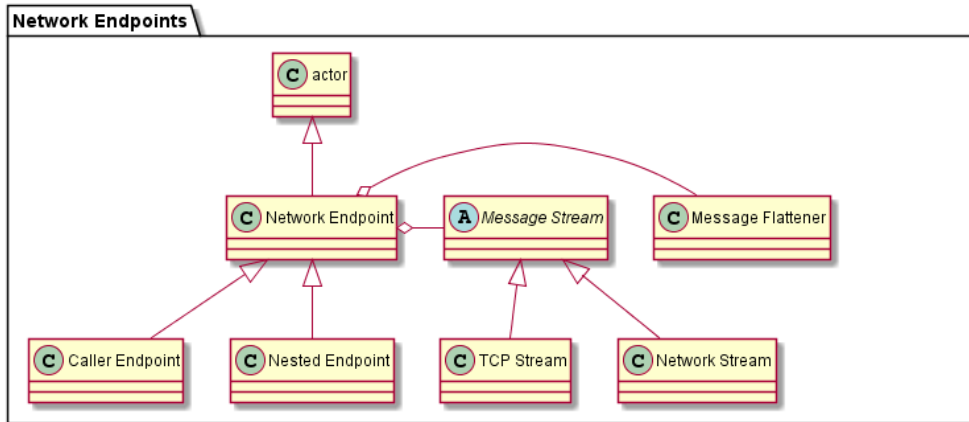 Network Endpoints
C actor
C Network Endpoint
A Message Stream
C Message Flattener
C Caller Endpoint
C Nested Endpoint
C TCP Stream
C Network Stream